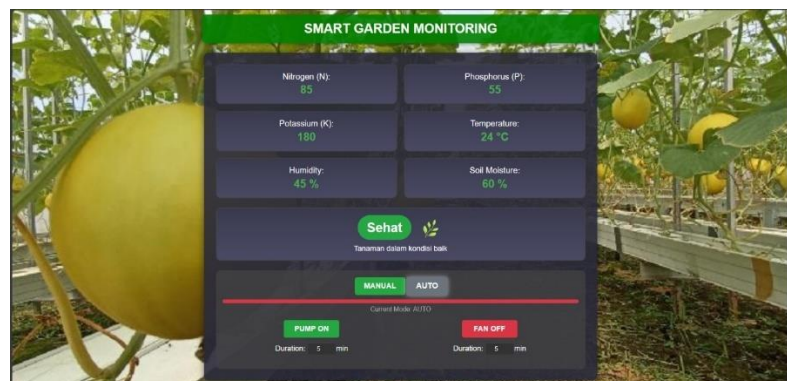 SMART GARDEN MONITORING
Nitrogen (N):
85
Phosphorus (P):
55
Potassium (K):
180
Temperature:
24 °C
Humidity:
45 %
Soil Moisture:
60 %
Sehat
Tanaman dalam kondisi baik
MANUAL AUTO
Current Mode: AUTO
PUMP ON
Duration: 5 min
FAN OFF
Duration: 5 min